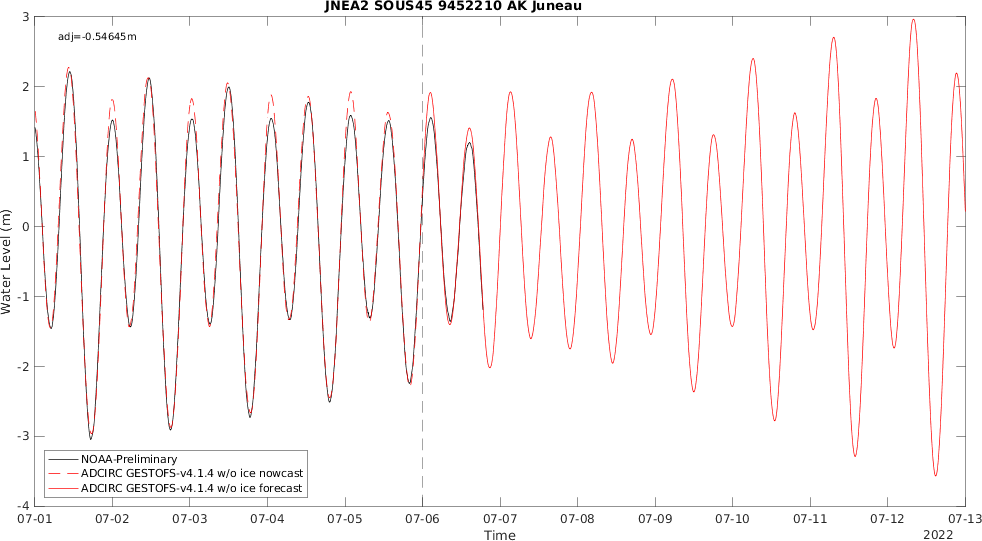 JNEA2 SOUS45 9452210 AK Juneau
adj=-0.54645m
3
2
1
0
-1
-2
-3
-4
Water Level (m)
NOAA-Preliminary
ADCIRC GESTOFS-v4.1.4 w/o ice nowcast
ADCIRC GESTOFS-v4.1.4 w/o ice forecast
07-01 07-02 07-03 07-04 07-05 07-06 07-07 07-08 07-09 07-10 07-11 07-12 07-13
Time
2022